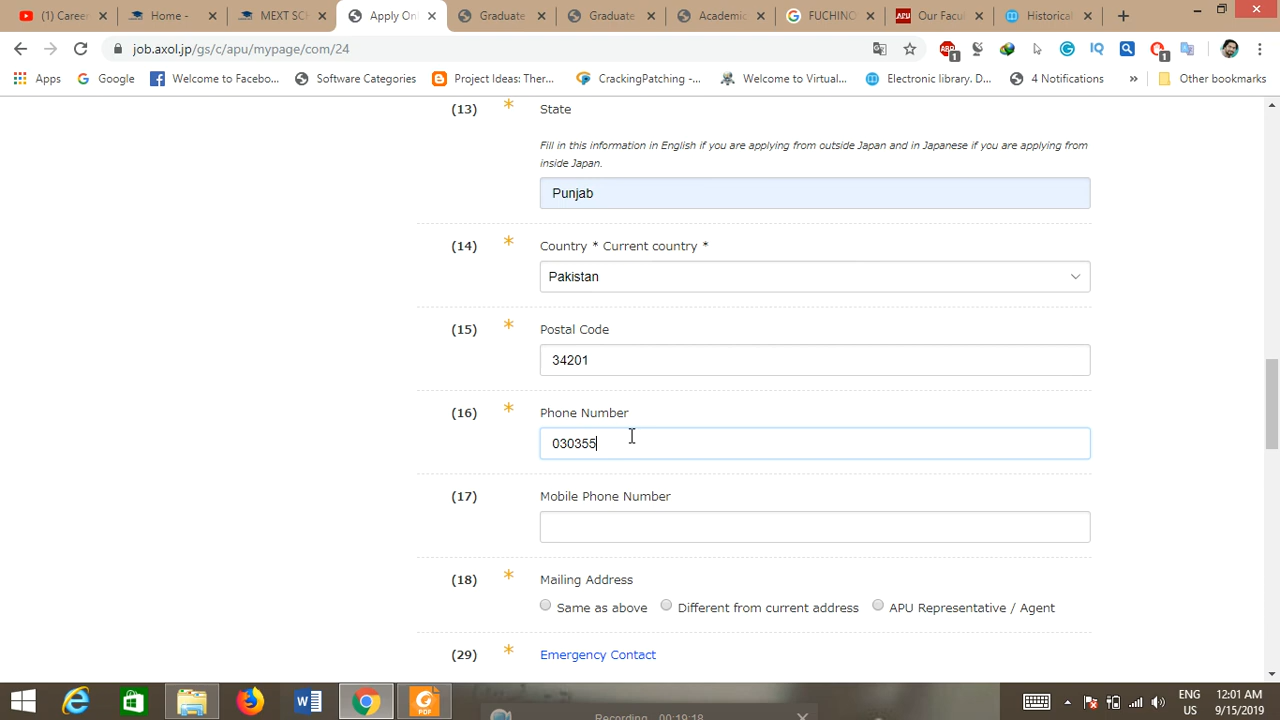 (1) Career
Home -
MEXT SCH
Apply Onl
Graduate
Graduate
Academic
FUCHINO
Our Facul
Historical
job.axol.jp/gs/c/apu/mypage/com/24
Apps
Google
Welcome to Facebo...
Software Categories
Project Ideas: Ther...
CrackingPatching -...
Welcome to Virtual...
Electronic library. D...
4 Notifications
»
Other bookmarks
(13) * State
Fill in this information in English if you are applying from outside Japan and in Japanese if you are applying from
inside Japan.
Punjab
(14) * Country * Current country *
Pakistan
(15) * Postal Code
34201
(16) * Phone Number
030355
(17) Mobile Phone Number
(18) * Mailing Address
Same as above Different from current address APU Representative / Agent
(29) * Emergency Contact
ENG 12:01 AM
US 9/15/2019
Recording 00:19:18